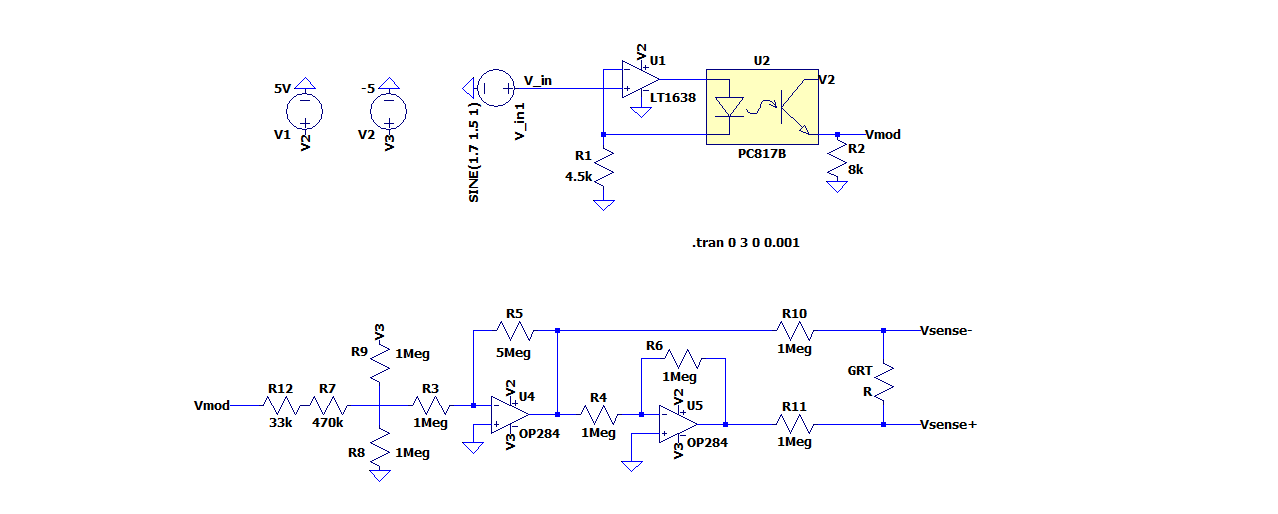 V2
U1
U2
5V
-5
V_in
V2
LT1638
V1
V2
V2
V3
SINE(1.7 1.5 1)
V_in1
Vmod
R1
4.5k
PC817B
R2
8k
.tran 0 3 0 0.001
R5
5Meg
R10
1Meg
Vsense-
V3
R9
1Meg
R6
1Meg
GRT
R
Vmod
R12
33k
R7
470k
R3
1Meg
V2
U4
OP284
V3
R4
1Meg
V2
U5
OP284
V3
R11
1Meg
Vsense+
R8
1Meg